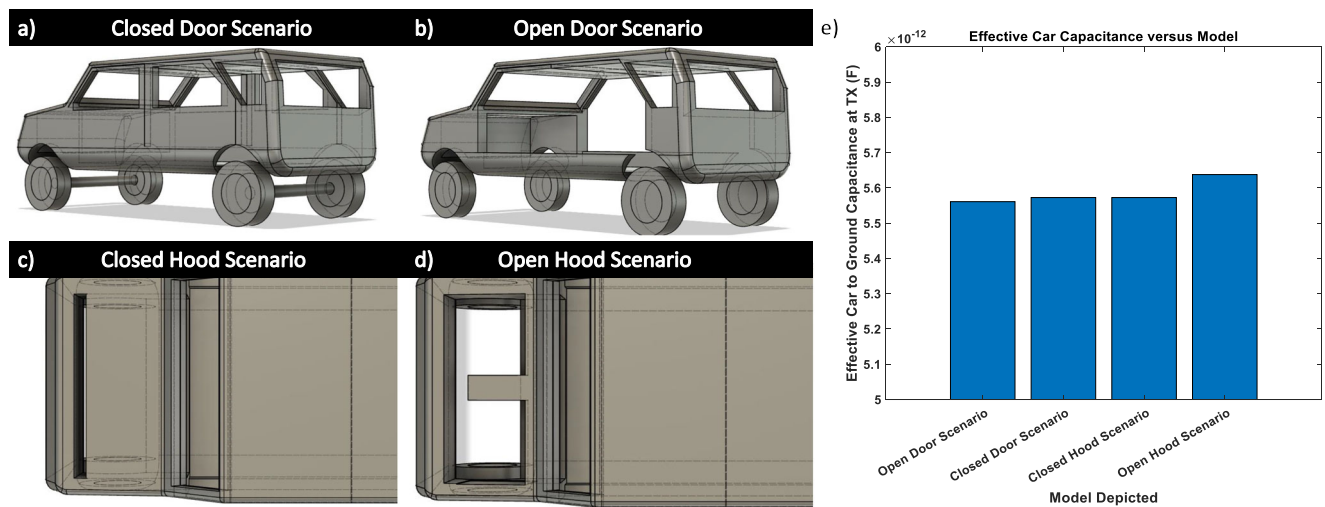 a) Closed Door Scenario
b) Open Door Scenario
c) Closed Hood Scenario
d) Open Hood Scenario
e)
×10⁻¹²
Effective Car Capacitance versus Model
Effective Car to Ground Capacitance at TX (F)
6
5.9
5.8
5.7
5.6
5.5
5.4
5.3
5.2
5.1
5
Open Door Scenario
Closed Door Scenario
Closed Hood Scenario
Open Hood Scenario
Model Depicted